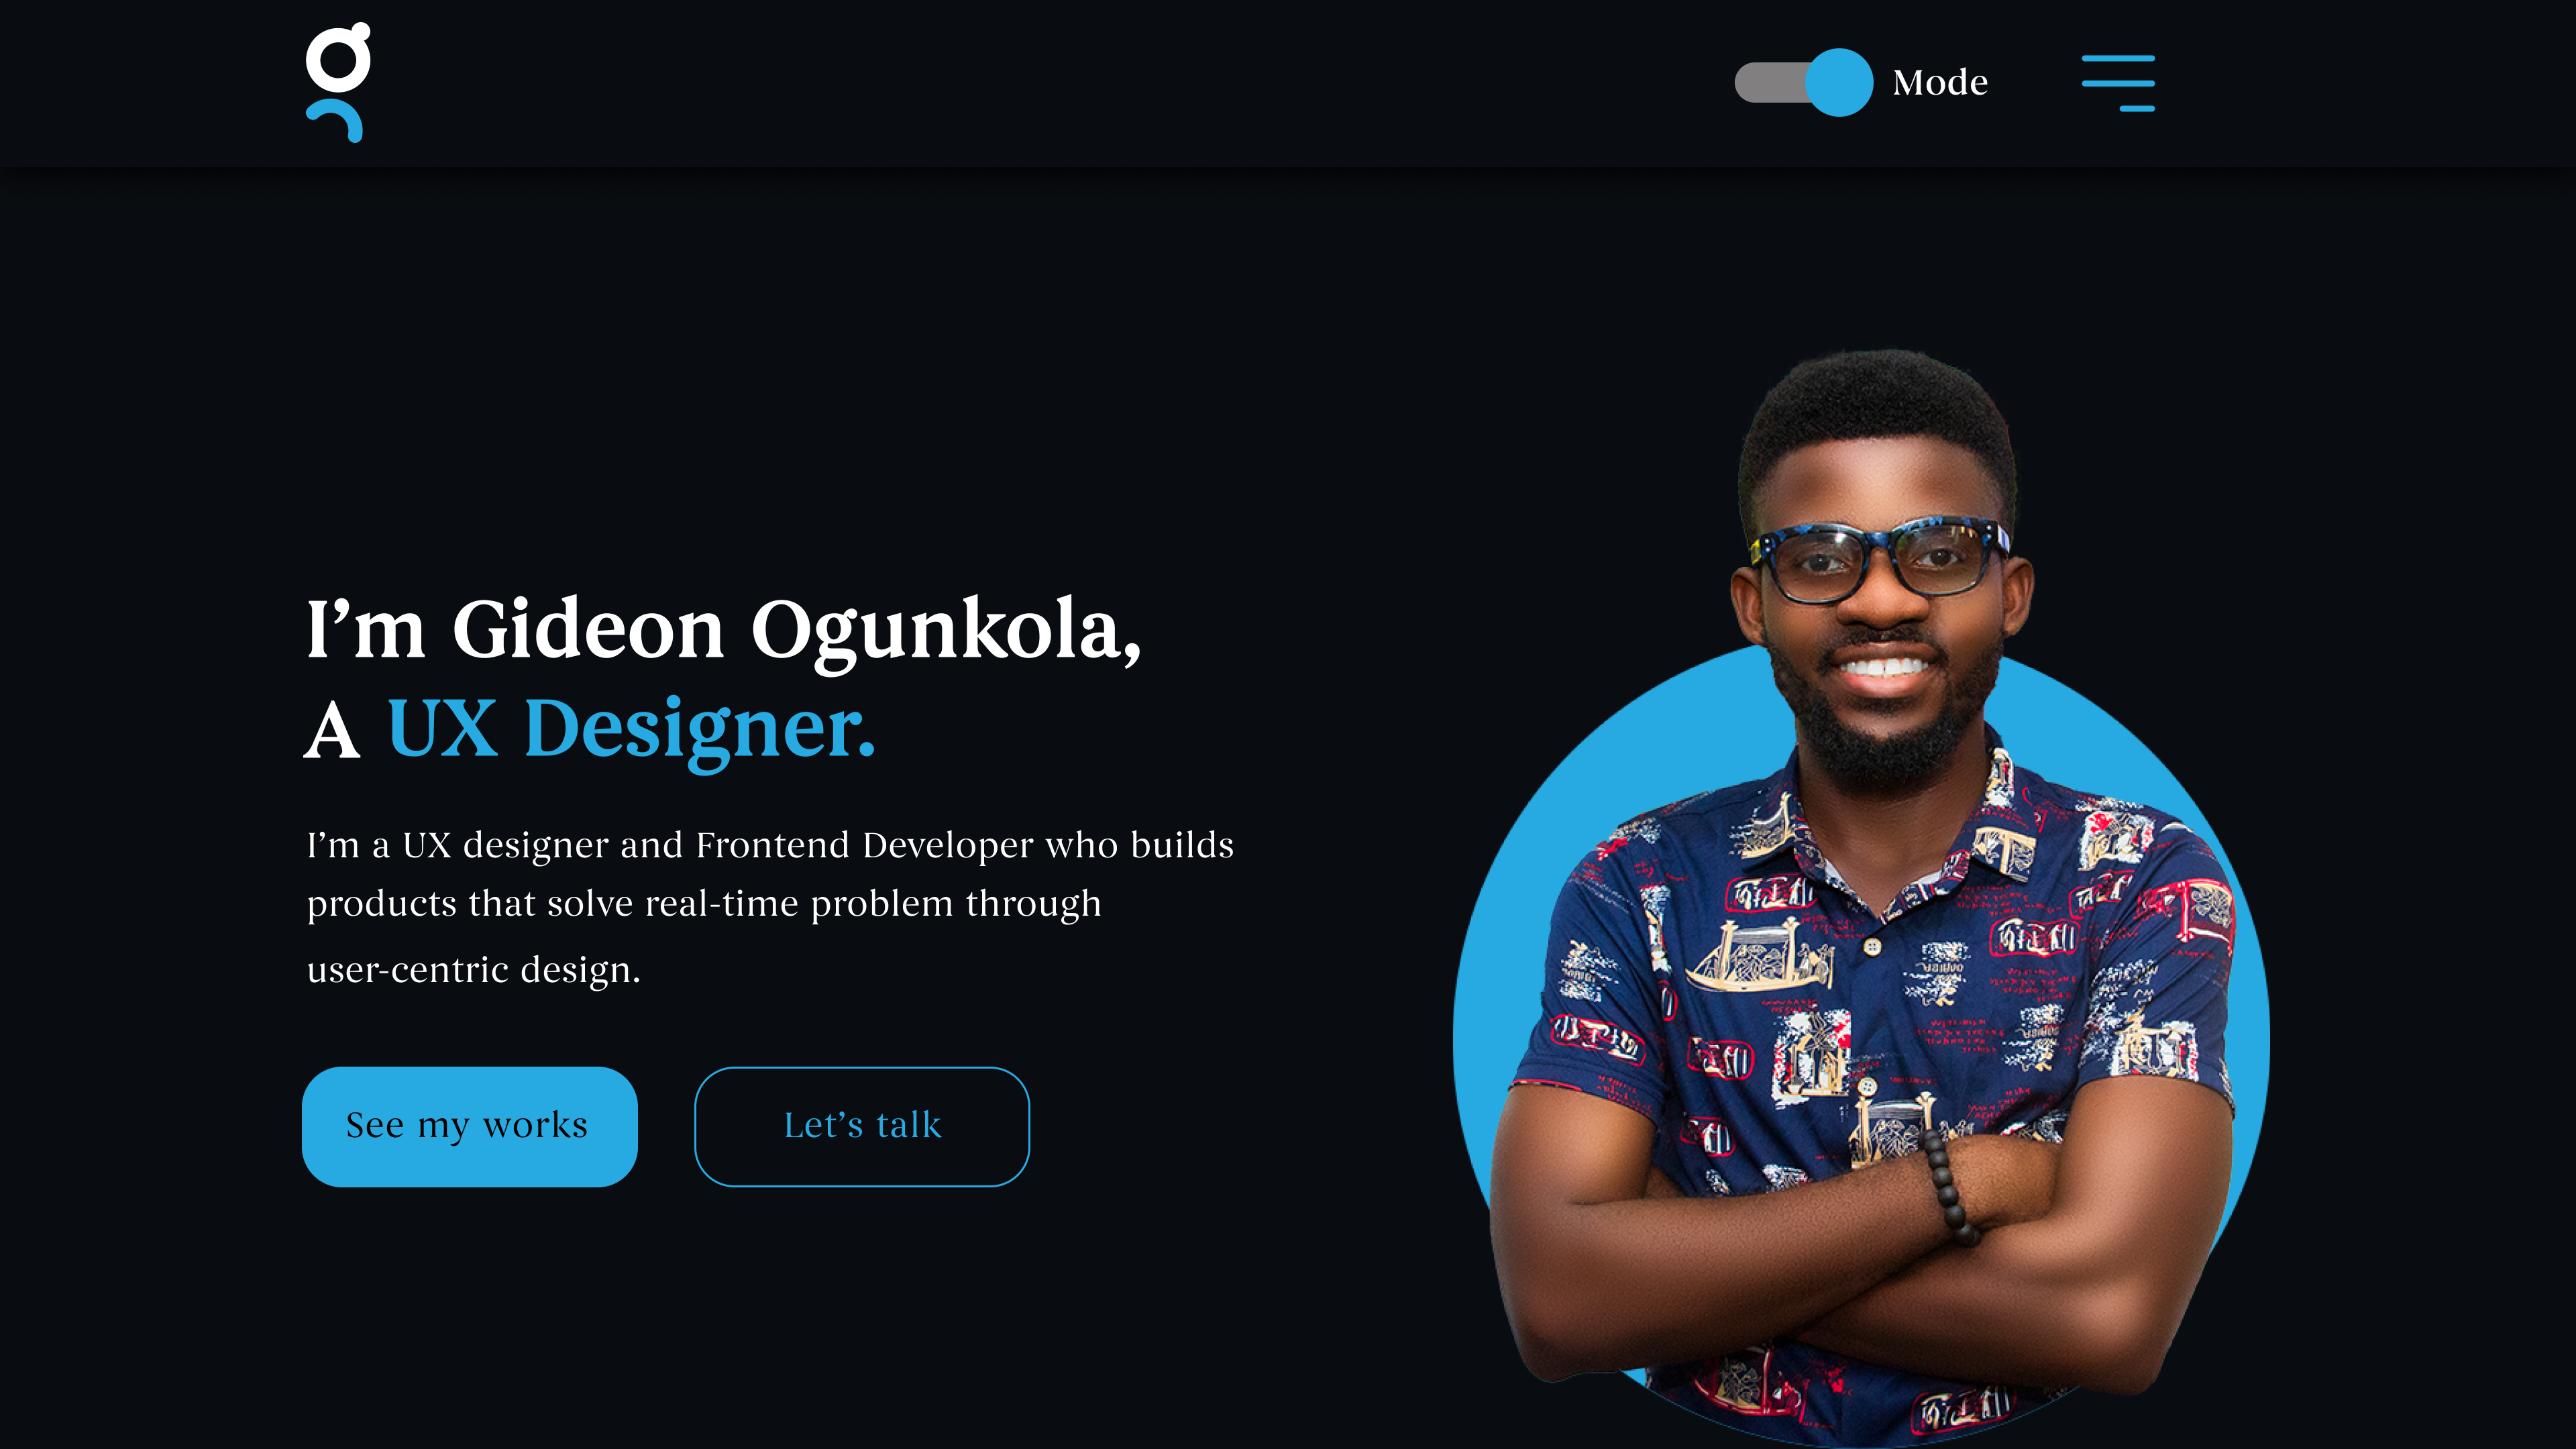 Mode
I’m Gideon Ogunkola,
A UX Designer.
I’m a UX designer and Frontend Developer who builds
products that solve real-time problem through
user-centric design.
See my works
Let’s talk